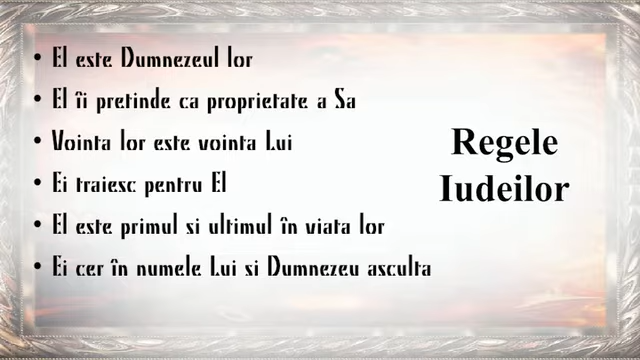 • El este Dumnezeul lor
• El îi pretinde ca proprietate a Sa
• Vointa lor este vointa Lui
• Ei traiesc pentru El
• El este primul si ultimul în viata lor
• Ei cer în numele Lui si Dumnezeu asculta
Regele
Iudeilor